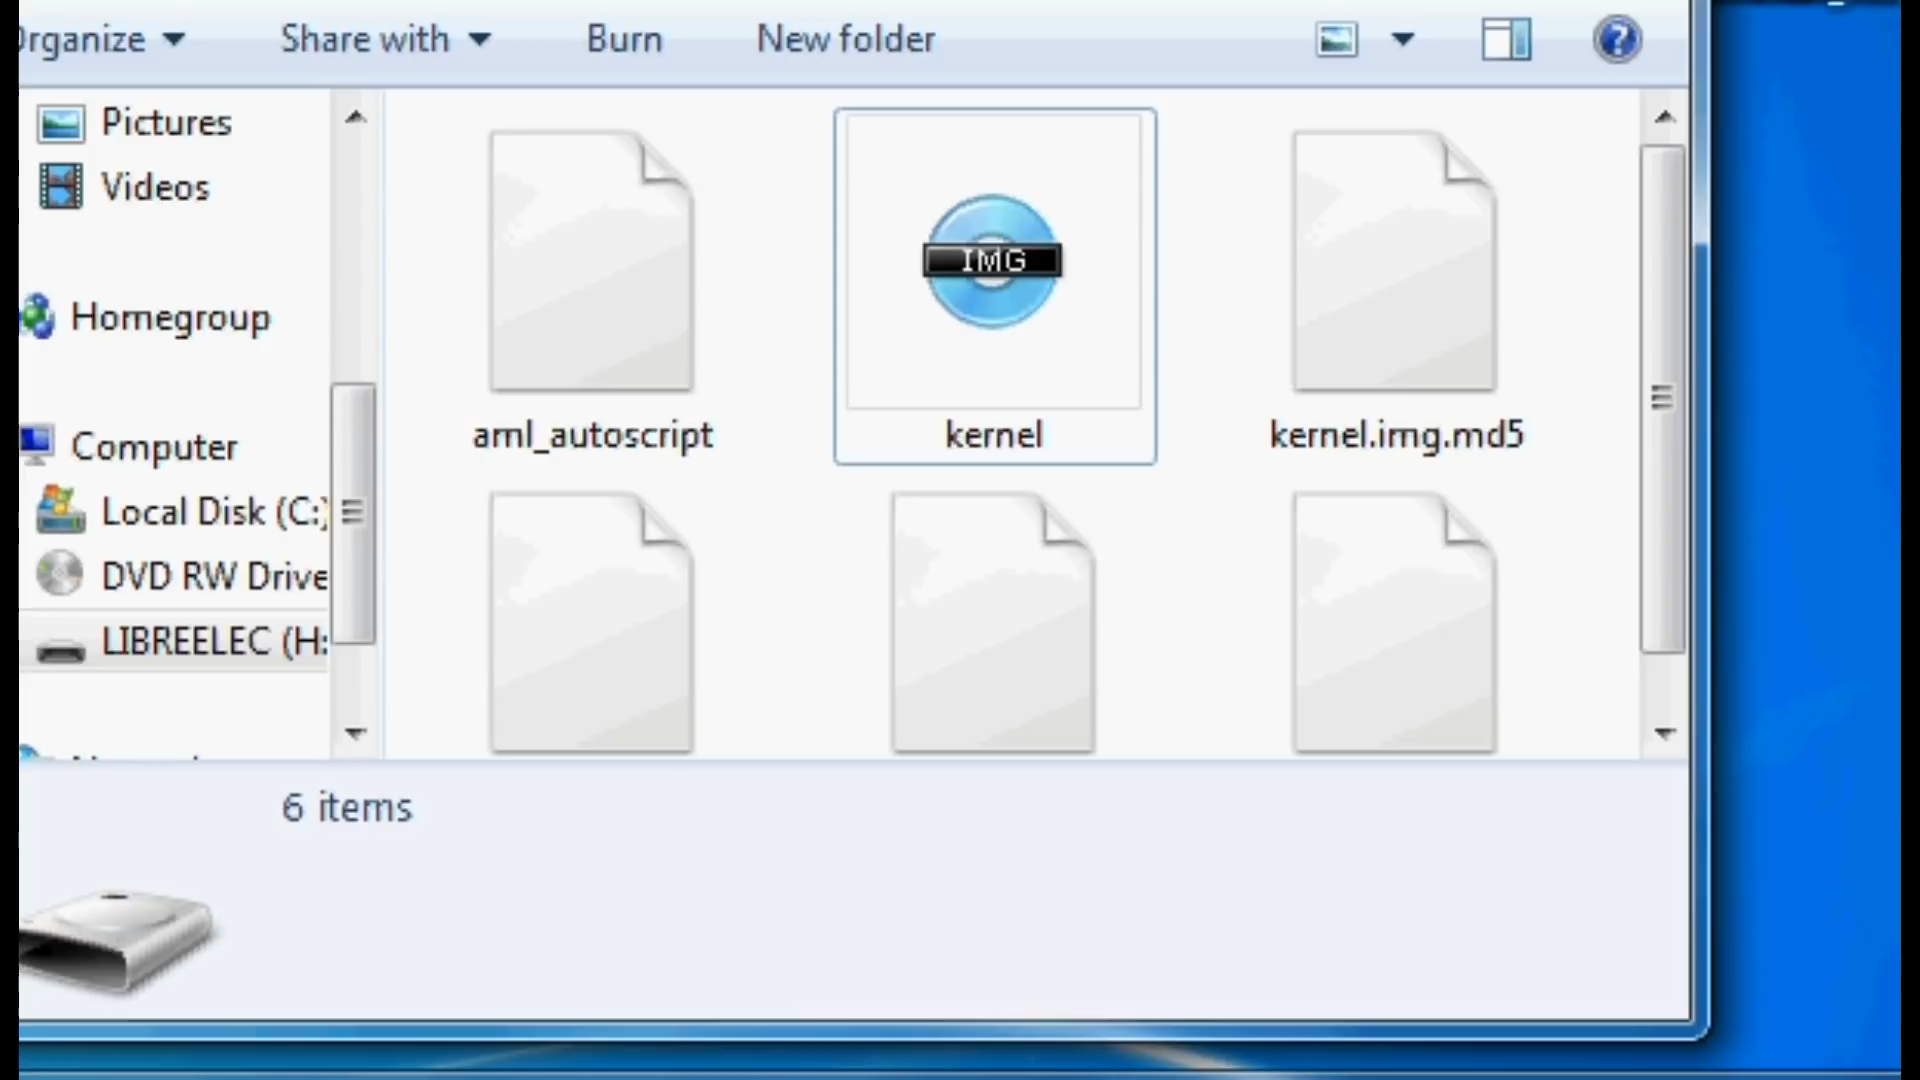 Organize
Share with
Burn
New folder
Pictures
Videos
Homegroup
Computer
Local Disk (C:)
DVD RW Drive
LIBREELEC (H:
IMG
aml_autoscript
kernel
kernel.img.md5
6 items